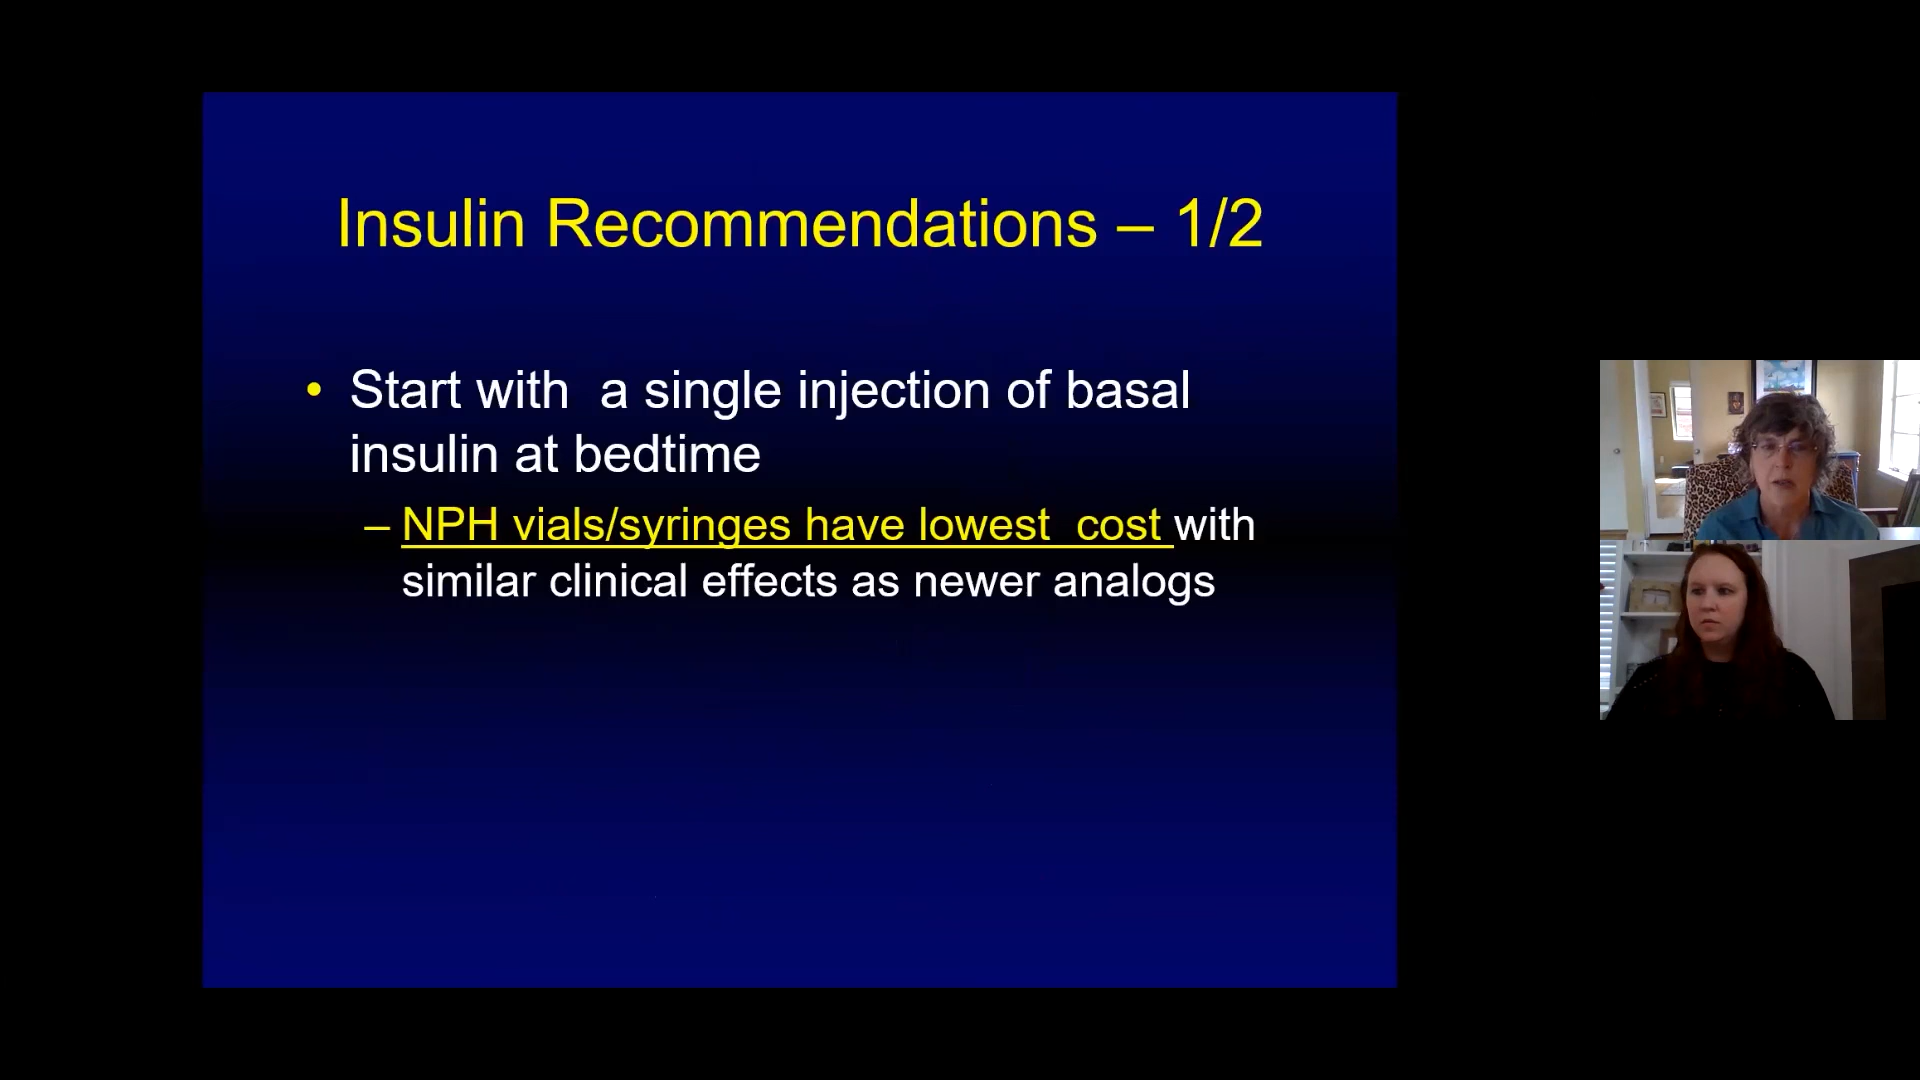 Insulin Recommendations – 1/2
• Start with  a single injection of basal
insulin at bedtime
– NPH vials/syringes have lowest  cost with
similar clinical effects as newer analogs